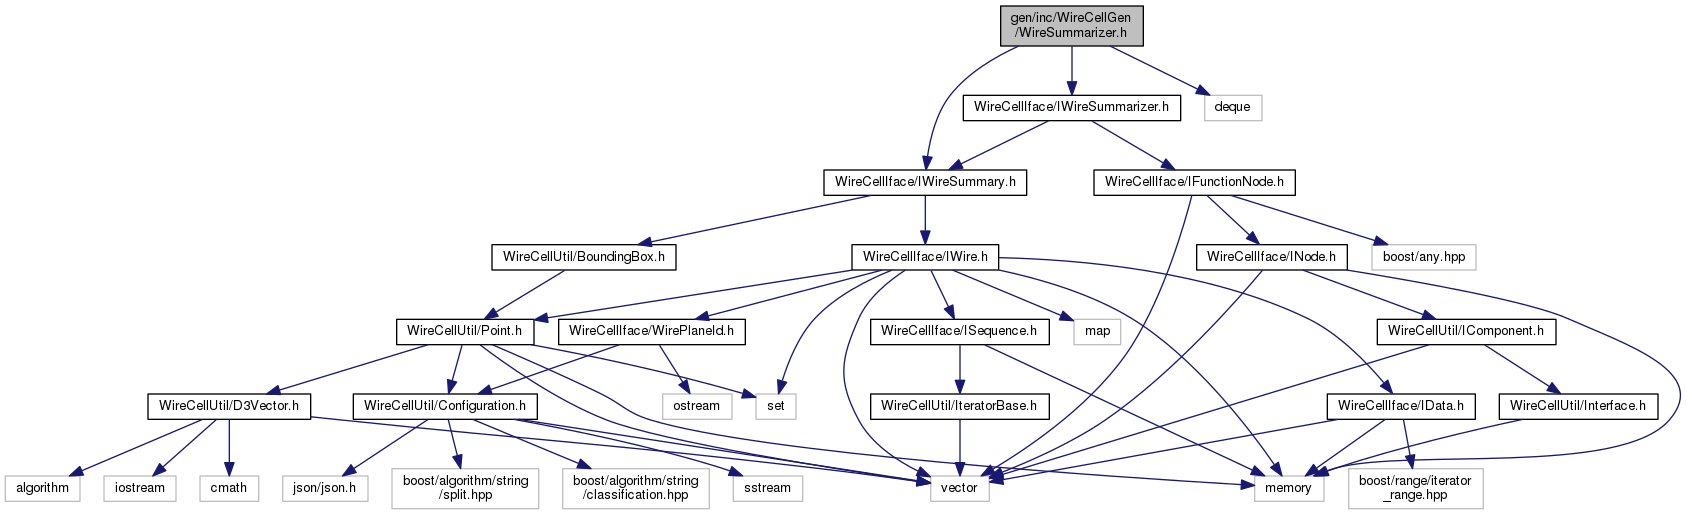 gen/inc/WireCellGen
/WireSummarizer.h
WireCellIface/IWireSummarizer.h
deque
WireCellIface/IWireSummary.h
WireCellIface/IFunctionNode.h
WireCellUtil/BoundingBox.h
WireCellIface/IWire.h
WireCellIface/INode.h
boost/any.hpp
WireCellUtil/Point.h
WireCellIface/WirePlaneId.h
WireCellIface/ISequence.h
map
WireCellUtil/IComponent.h
WireCellUtil/D3Vector.h
WireCellUtil/Configuration.h
ostream
set
WireCellUtil/IteratorBase.h
WireCellIface/IData.h
WireCellUtil/Interface.h
algorithm
iostream
cmath
json/json.h
boost/algorithm/string
/split.hpp
boost/algorithm/string
/classification.hpp
sstream
vector
memory
boost/range/iterator
_range.hpp